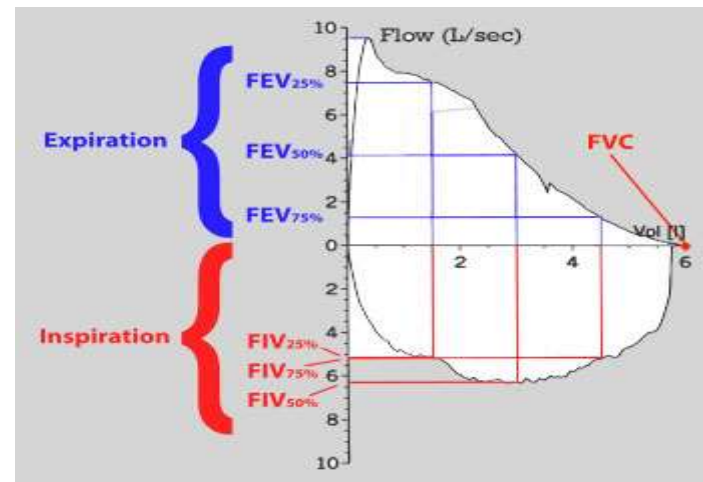 10
Flow (L/sec)
8
FEV25%
6
Expiration
FVC
FEV50%
4
2
FEV75%
Vol [l]
0
2
4
6
2
Inspiration
4
FIV25%
FIV75%
6
FIV50%
8
10